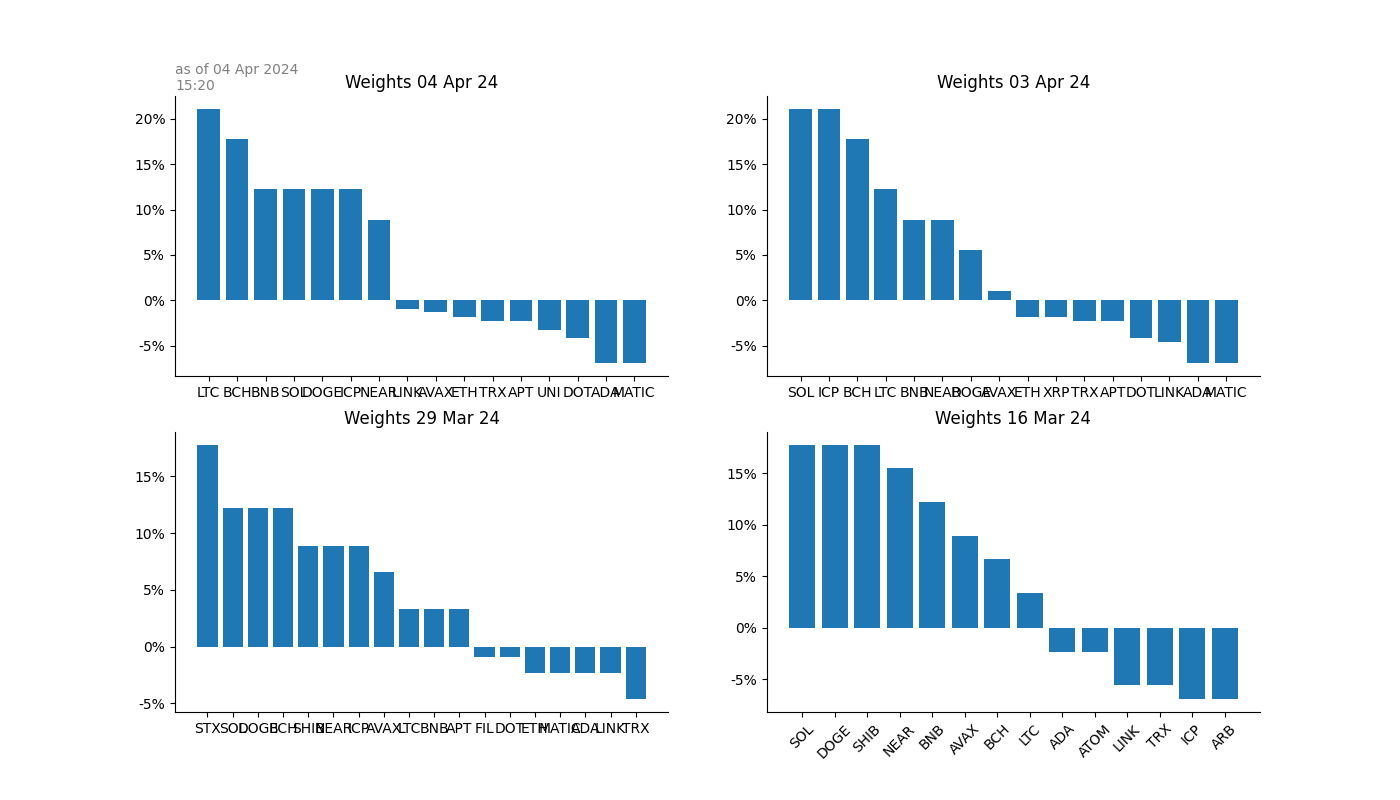 as of 04 Apr 2024
15:20
Weights 04 Apr 24
20%
15%
10%
5%
0%
-5%
LTC BCH BNB SOL DOGE ICP NEAR LINK AVAX ETH TRX APT UNI DOT ADA MATIC
Weights 03 Apr 24
20%
15%
10%
5%
0%
-5%
SOL ICP BCH LTC BNB NEAR DOGE AVAX ETH XRP TRX APT DOT LINK ADA MATIC
Weights 29 Mar 24
15%
10%
5%
0%
-5%
STX SOL DOGE BCH SHIB NEAR ICP AVAX LTC BNB APT FIL DOT ETH MATIC ADA LINK TRX
Weights 16 Mar 24
15%
10%
5%
0%
-5%
SOL DOGE SHIB NEAR BNB AVAX BCH LTC ADA ATOM LINK TRX ICP ARB